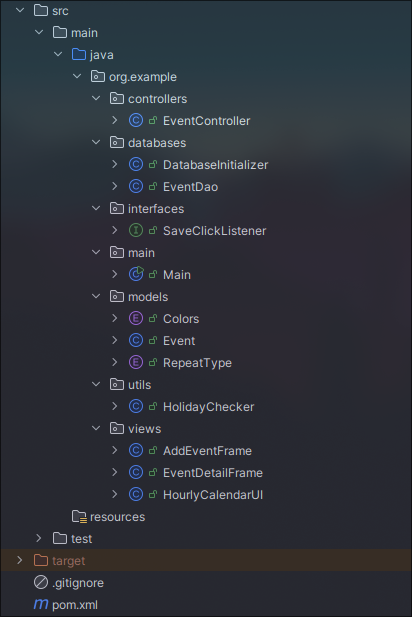 src
main
java
org.example
controllers
EventController
databases
DatabaseInitializer
EventDao
interfaces
SaveClickListener
main
Main
models
Colors
Event
RepeatType
utils
HolidayChecker
views
AddEventFrame
EventDetailFrame
HourlyCalendarUI
resources
test
target
.gitignore
pom.xml